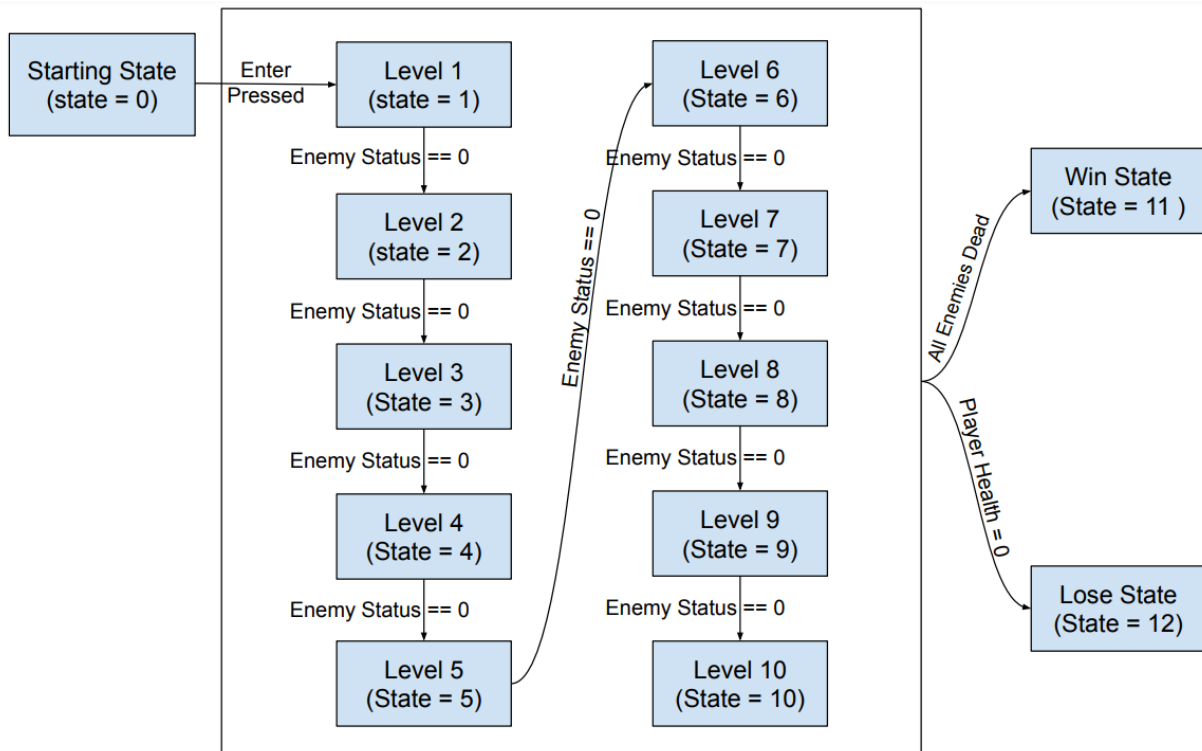 Starting State
(state = 0)
Enter
Pressed
Level 1
(state = 1)
Enemy Status == 0
Level 2
(state = 2)
Enemy Status == 0
Level 3
(State = 3)
Enemy Status == 0
Level 4
(State = 4)
Enemy Status == 0
Level 5
(State = 5)
Enemy Status == 0
Level 6
(State = 6)
Enemy Status == 0
Level 7
(State = 7)
Enemy Status == 0
Level 8
(State = 8)
Enemy Status == 0
Level 9
(State = 9)
Enemy Status == 0
Level 10
(State = 10)
All Enemies Dead
Win State
(State = 11 )
Player Health = 0
Lose State
(State = 12)